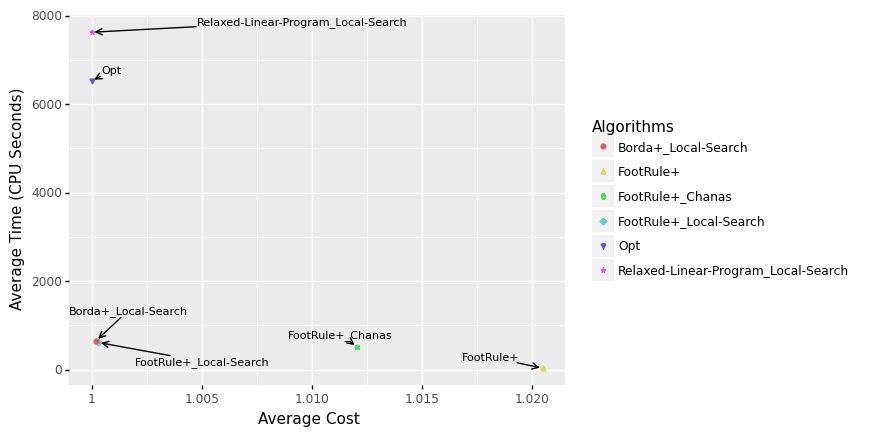 8000
6000
4000
2000
0
Average Time (CPU Seconds)
Relaxed-Linear-Program_Local-Search
Opt
Borda+_Local-Search
FootRule+_Local-Search
FootRule+_Chanas
FootRule+
1
1.005
1.010
1.015
1.020
Average Cost
Algorithms
Borda+_Local-Search
FootRule+
FootRule+_Chanas
FootRule+_Local-Search
Opt
Relaxed-Linear-Program_Local-Search